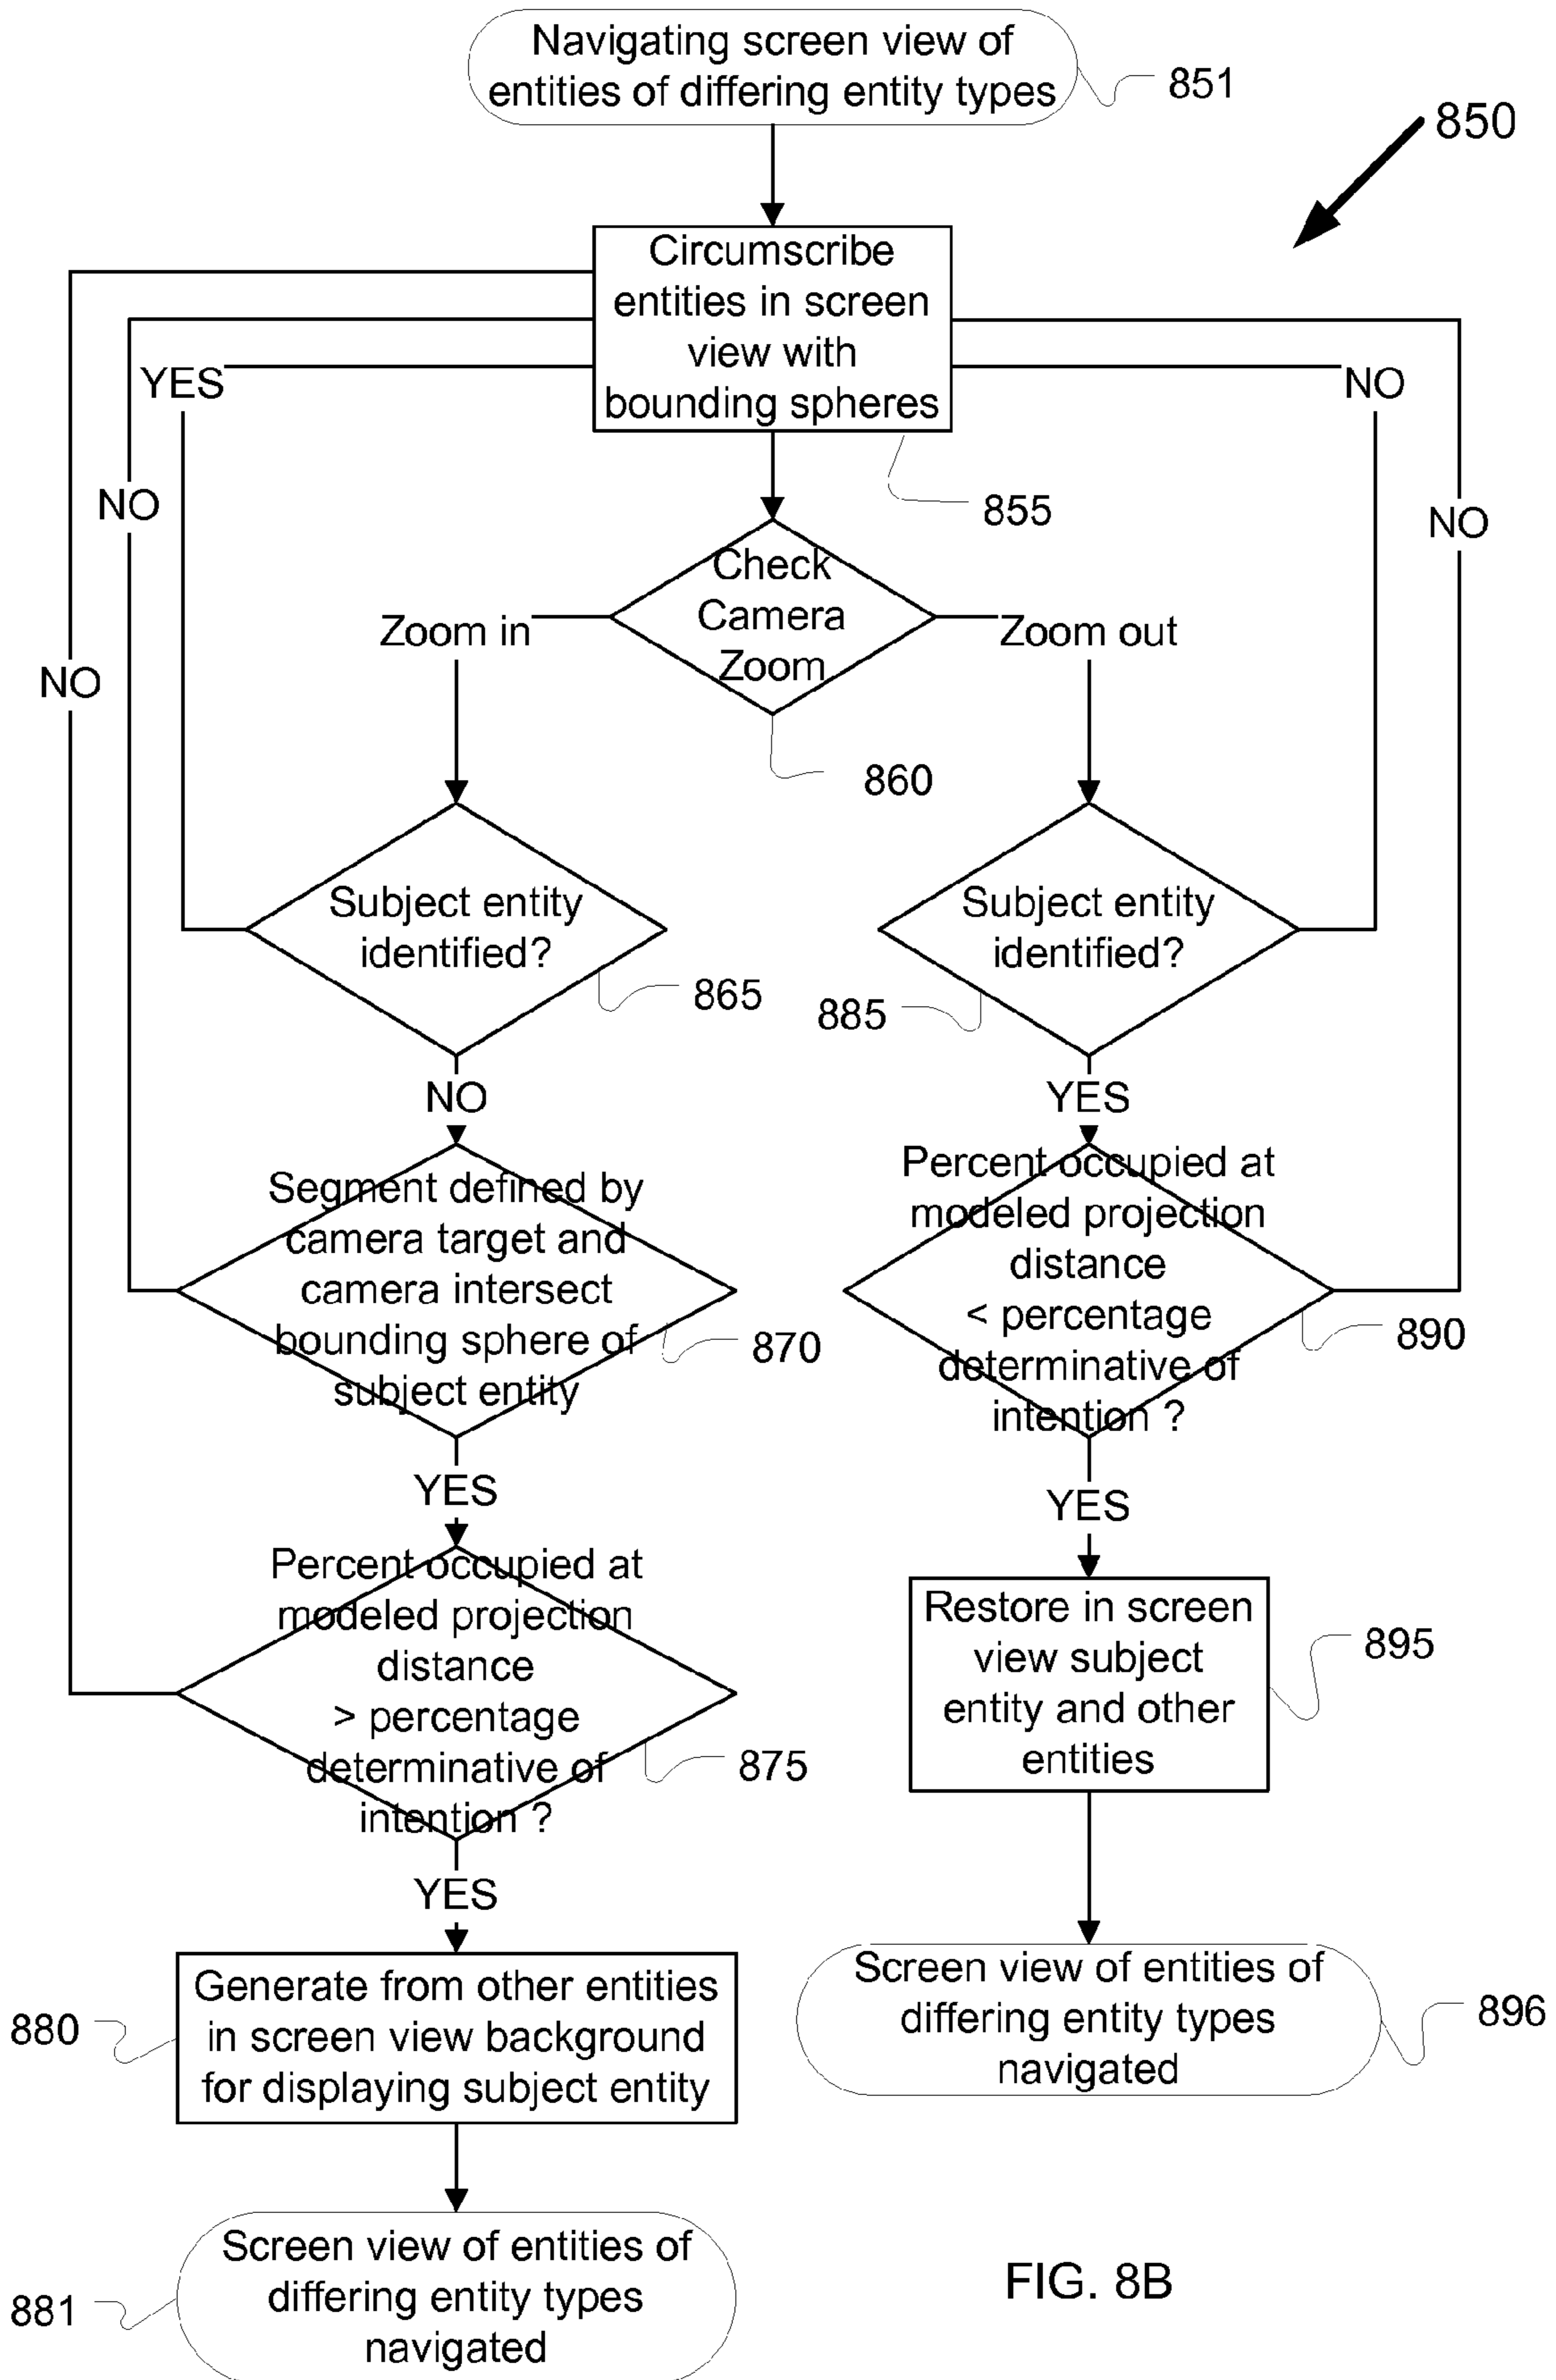 Navigating screen view of
entities of differing entity types
851
850
Circumscribe
entities in screen
view with
bounding spheres
YES
NO
NO
855
NO
NO
Check
Camera
Zoom
Zoom in
Zoom out
860
Subject entity
identified?
865
Subject entity
identified?
885
NO
YES
Segment defined by
camera target and
camera intersect
bounding sphere of
subject entity
870
Percent occupied at
modeled projection
distance
< percentage
determinative of
intention ?
890
YES
YES
Percent occupied at
modeled projection
distance
> percentage
determinative of
intention ?
875
Restore in screen
view subject
entity and other
entities
895
YES
Generate from other entities
in screen view background
for displaying subject entity
880
Screen view of entities of
differing entity types
navigated
896
Screen view of entities of
differing entity types
navigated
881
FIG. 8B